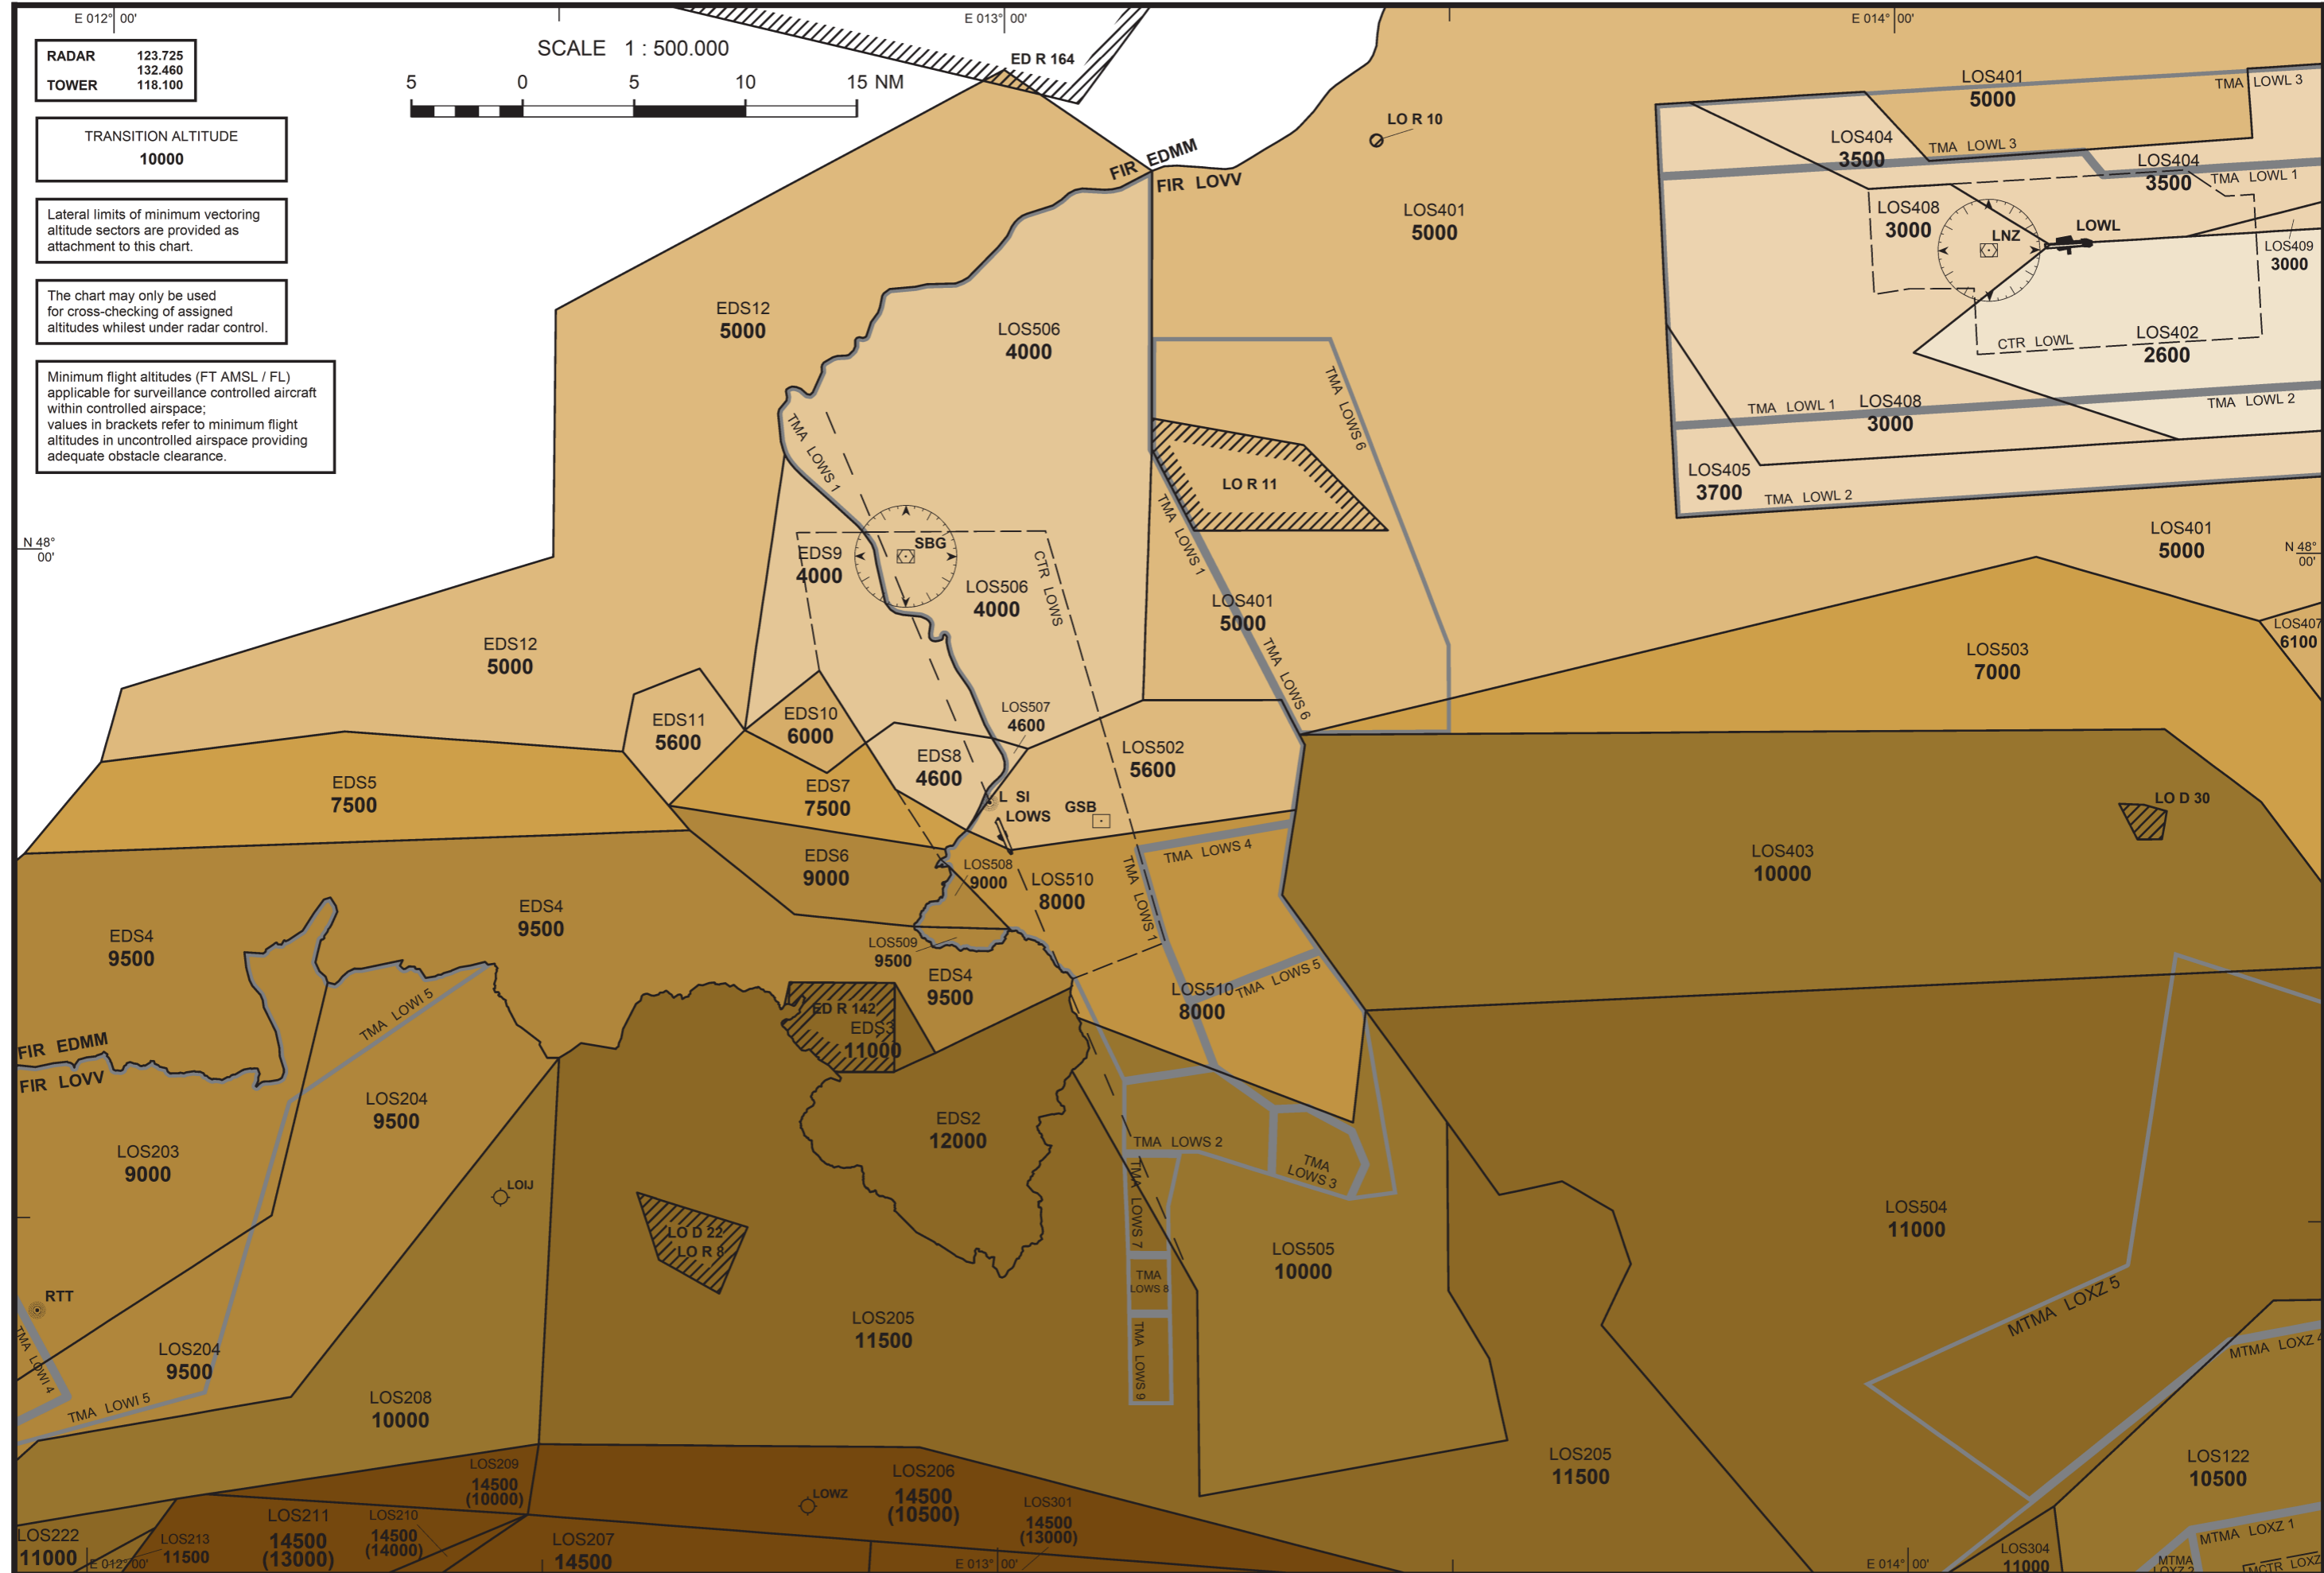 E 012° 00'
E 013° 00'
E 014° 00'
RADAR 123.725
132.460
TOWER 118.100
TRANSITION ALTITUDE
10000
Lateral limits of minimum vectoring
altitude sectors are provided as
attachment to this chart.
The chart may only be used
for cross-checking of assigned
altitudes whilest under radar control.
Minimum flight altitudes (FT AMSL / FL)
applicable for surveillance controlled aircraft
within controlled airspace;
values in brackets refer to minimum flight
altitudes in uncontrolled airspace providing
adequate obstacle clearance.
SCALE 1 : 500.000
5 0 5 10 15 NM
ED R 164
LO R 10
FIR EDMM
FIR LOVV
LOS401
5000
TMA LOWL 3
LOS404
3500
TMA LOWL 3
LOS404
3500
TMA LOWL 1
LOS401
5000
LOS408
3000
LNZ
LOWL
LOS409
3000
CTR LOWL
LOS402
2600
TMA LOWL 1
LOS408
3000
TMA LOWL 2
LOS405
3700
TMA LOWL 2
EDS12
5000
LOS506
4000
TMA LOWS 6
TMA LOWS 1
LO R 11
TMA LOWS 1
N 48°
00'
EDS9
4000
SBG
CTR LOWS
LOS506
4000
LOS401
5000
TMA LOWS 6
LOS401
5000
N 48°
00'
EDS12
5000
LOS503
7000
LOS407
6100
EDS11
5600
EDS10
6000
LOS507
4600
EDS8
4600
LOS502
5600
EDS5
7500
EDS7
7500
L SI
LOWS
GSB
LO D 30
EDS6
9000
LOS508
9000
LOS510
8000
TMA LOWS 4
TMA LOWS 1
LOS403
10000
EDS4
9500
EDS4
9500
LOS509
9500
EDS4
9500
TMA LOWS 5
LOS510
8000
TMA LOWI 5
ED R 142
EDS3
11000
FIR EDMM
FIR LOVV
LOS204
9500
EDS2
12000
LOS203
9000
TMA LOWS 2
TMA
LOWS 3
TMA LOWS 7
LOIJ
LO D 22
LO R 8
LOS505
10000
LOS504
11000
TMA
LOWS 8
RTT
TMA LOWI 4
LOS205
11500
TMA LOWS 9
MTMA LOXZ 5
MTMA LOXZ 4
LOS204
9500
TMA LOWI 5
LOS208
10000
LOS205
11500
LOS122
10500
LOS209
14500
(10000)
LOS206
14500
(10500)
LOWZ
LOS301
14500
(13000)
LOS211
14500
(13000)
LOS210
14500
(14000)
LOS213
11500
LOS222
11000
LOS207
14500
LOS304
11000
MTMA LOXZ 1
MTMA
LOXZ 2
MCTR LOXZ
E 012° 00'
E 013° 00'
E 014° 00'